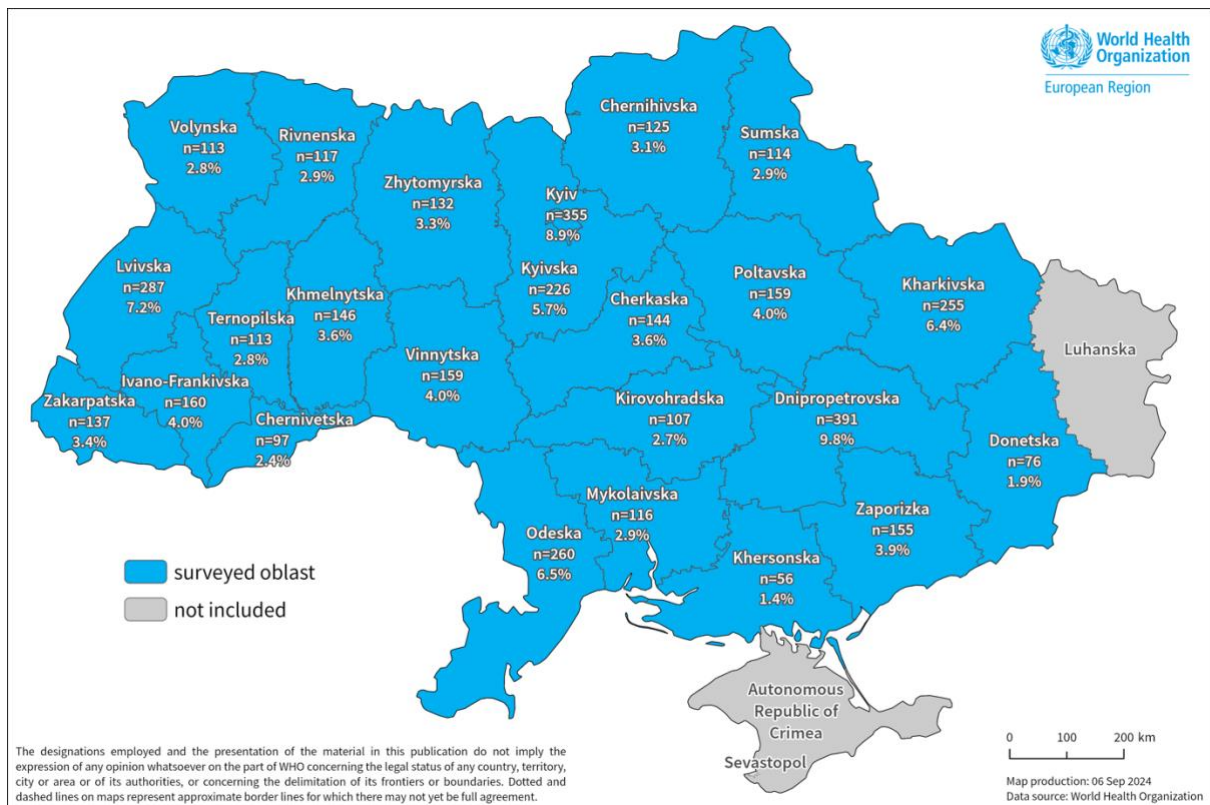 World Health
Organization
European Region
Chernihivska
n=125
3.1%
Sumska
n=114
2.9%
Volynska
n=113
2.8%
Rivnenska
n=117
2.9%
Zhytomyrska
n=132
3.3%
Kyiv
n=355
8.9%
Kyivska
n=226
5.7%
Lvivska
n=287
7.2%
Ternopilska
n=113
2.8%
Khmelnytska
n=146
3.6%
Vinnytska
n=159
4.0%
Cherkaska
n=144
3.6%
Poltavska
n=159
4.0%
Kharkivska
n=255
6.4%
Luhanska
Zakarpatska
n=137
3.4%
Ivano-Frankivska
n=160
4.0%
Chernivetska
n=97
2.4%
Kirovohradska
n=107
2.7%
Dnipropetrovska
n=391
9.8%
Donetska
n=76
1.9%
Odeska
n=260
6.5%
Mykolaivska
n=116
2.9%
Khersonska
n=56
1.4%
Zaporizka
n=155
3.9%
surveyed oblast
not included
Autonomous
Republic of
Crimea
Sevastopol
The designations employed and the presentation of the material in this publication do not imply the
expression of any opinion whatsoever on the part of WHO concerning the legal status of any country, territory,
city or area or of its authorities, or concerning the delimitation of its frontiers or boundaries. Dotted and
dashed lines on maps represent approximate border lines for which there may not yet be full agreement.
0 100 200 km
Map production: 06 Sep 2024
Data source: World Health Organization